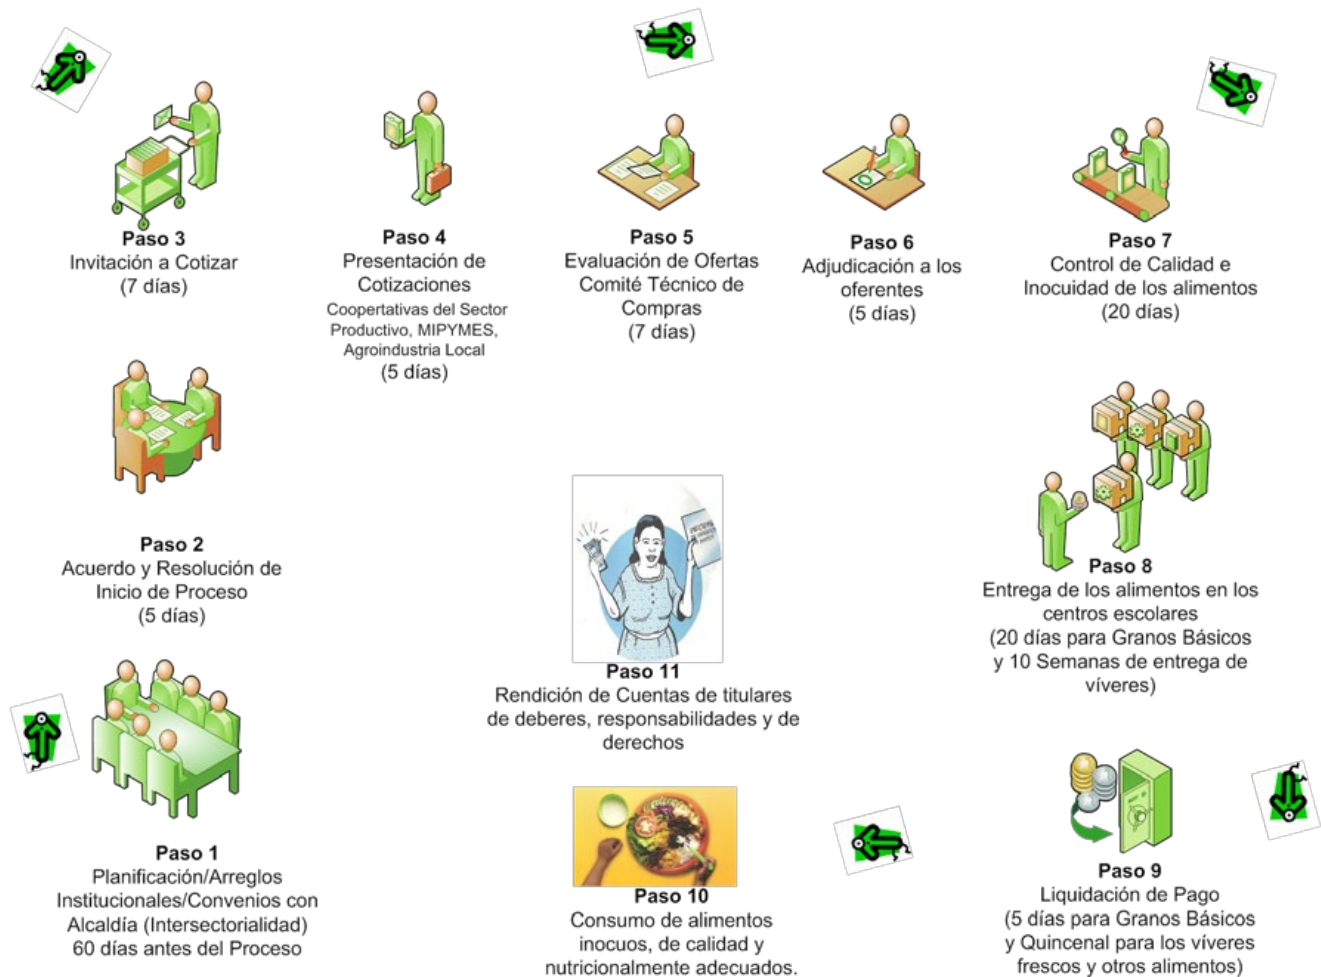 Paso 3
Invitación a Cotizar
(7 días)
Paso 4
Presentación de
Cotizaciones
Coopertativas del Sector
Productivo, MIPYMES,
Agroindustria Local
(5 días)
Paso 5
Evaluación de Ofertas
Comité Técnico de
Compras
(7 días)
Paso 6
Adjudicación a los
oferentes
(5 días)
Paso 7
Control de Calidad e
Inocuidad de los alimentos
(20 días)
Paso 2
Acuerdo y Resolución de
Inicio de Proceso
(5 días)
Paso 11
Rendición de Cuentas de titulares
de deberes, responsabilidades y de
derechos
Paso 8
Entrega de los alimentos en los
centros escolares
(20 días para Granos Básicos
y 10 Semanas de entrega de
víveres)
Paso 1
Planificación/Arreglos
Institucionales/Convenios con
Alcaldía (Intersectorialidad)
60 días antes del Proceso
Paso 10
Consumo de alimentos
inocuos, de calidad y
nutricionalmente adecuados.
Paso 9
Liquidación de Pago
(5 días para Granos Básicos
y Quincenal para los víveres
frescos y otros alimentos)